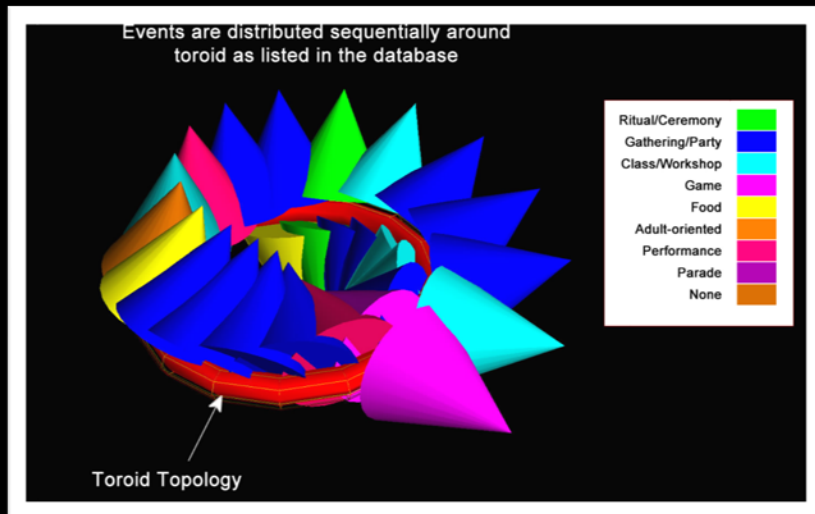 Events are distributed sequentially around
toroid as listed in the database
Ritual/Ceremony
Gathering/Party
Class/Workshop
Game
Food
Adult-oriented
Performance
Parade
None
Toroid Topology